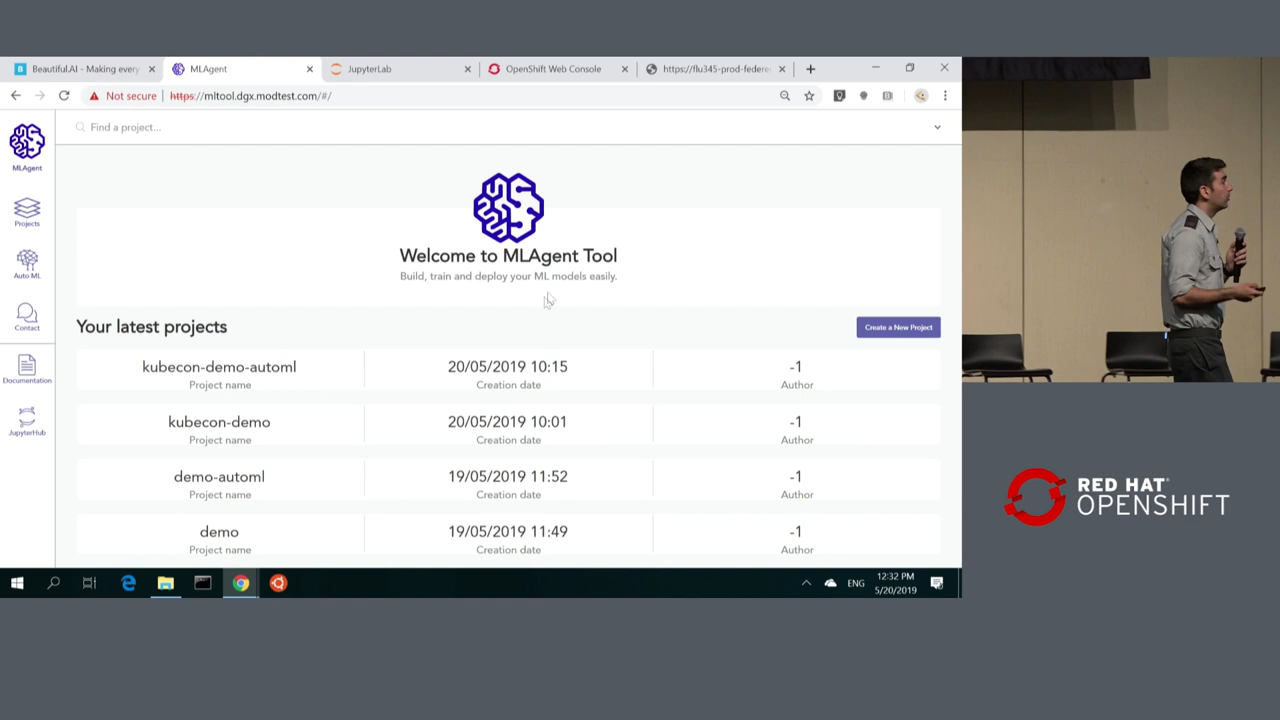 Beautiful.AI - Making every
MLAgent
JupyterLab
OpenShift Web Console
https://flu345-prod-federe
Not secure
https://mltool.dgx.modtest.com/#/
MLAgent
Find a project...
Projects
Auto ML
Contact
Documentation
JupyterHub
Welcome to MLAgent Tool
Build, train and deploy your ML models easily.
Your latest projects
Create a New Project
kubecon-demo-automl
20/05/2019 10:15
-1
Project name
Creation date
Author
kubecon-demo
20/05/2019 10:01
-1
Project name
Creation date
Author
demo-automl
19/05/2019 11:52
-1
Project name
Creation date
Author
demo
19/05/2019 11:49
-1
Project name
Creation date
Author
ENG
12:32 PM
5/20/2019
RED HAT®
OPENSHIFT